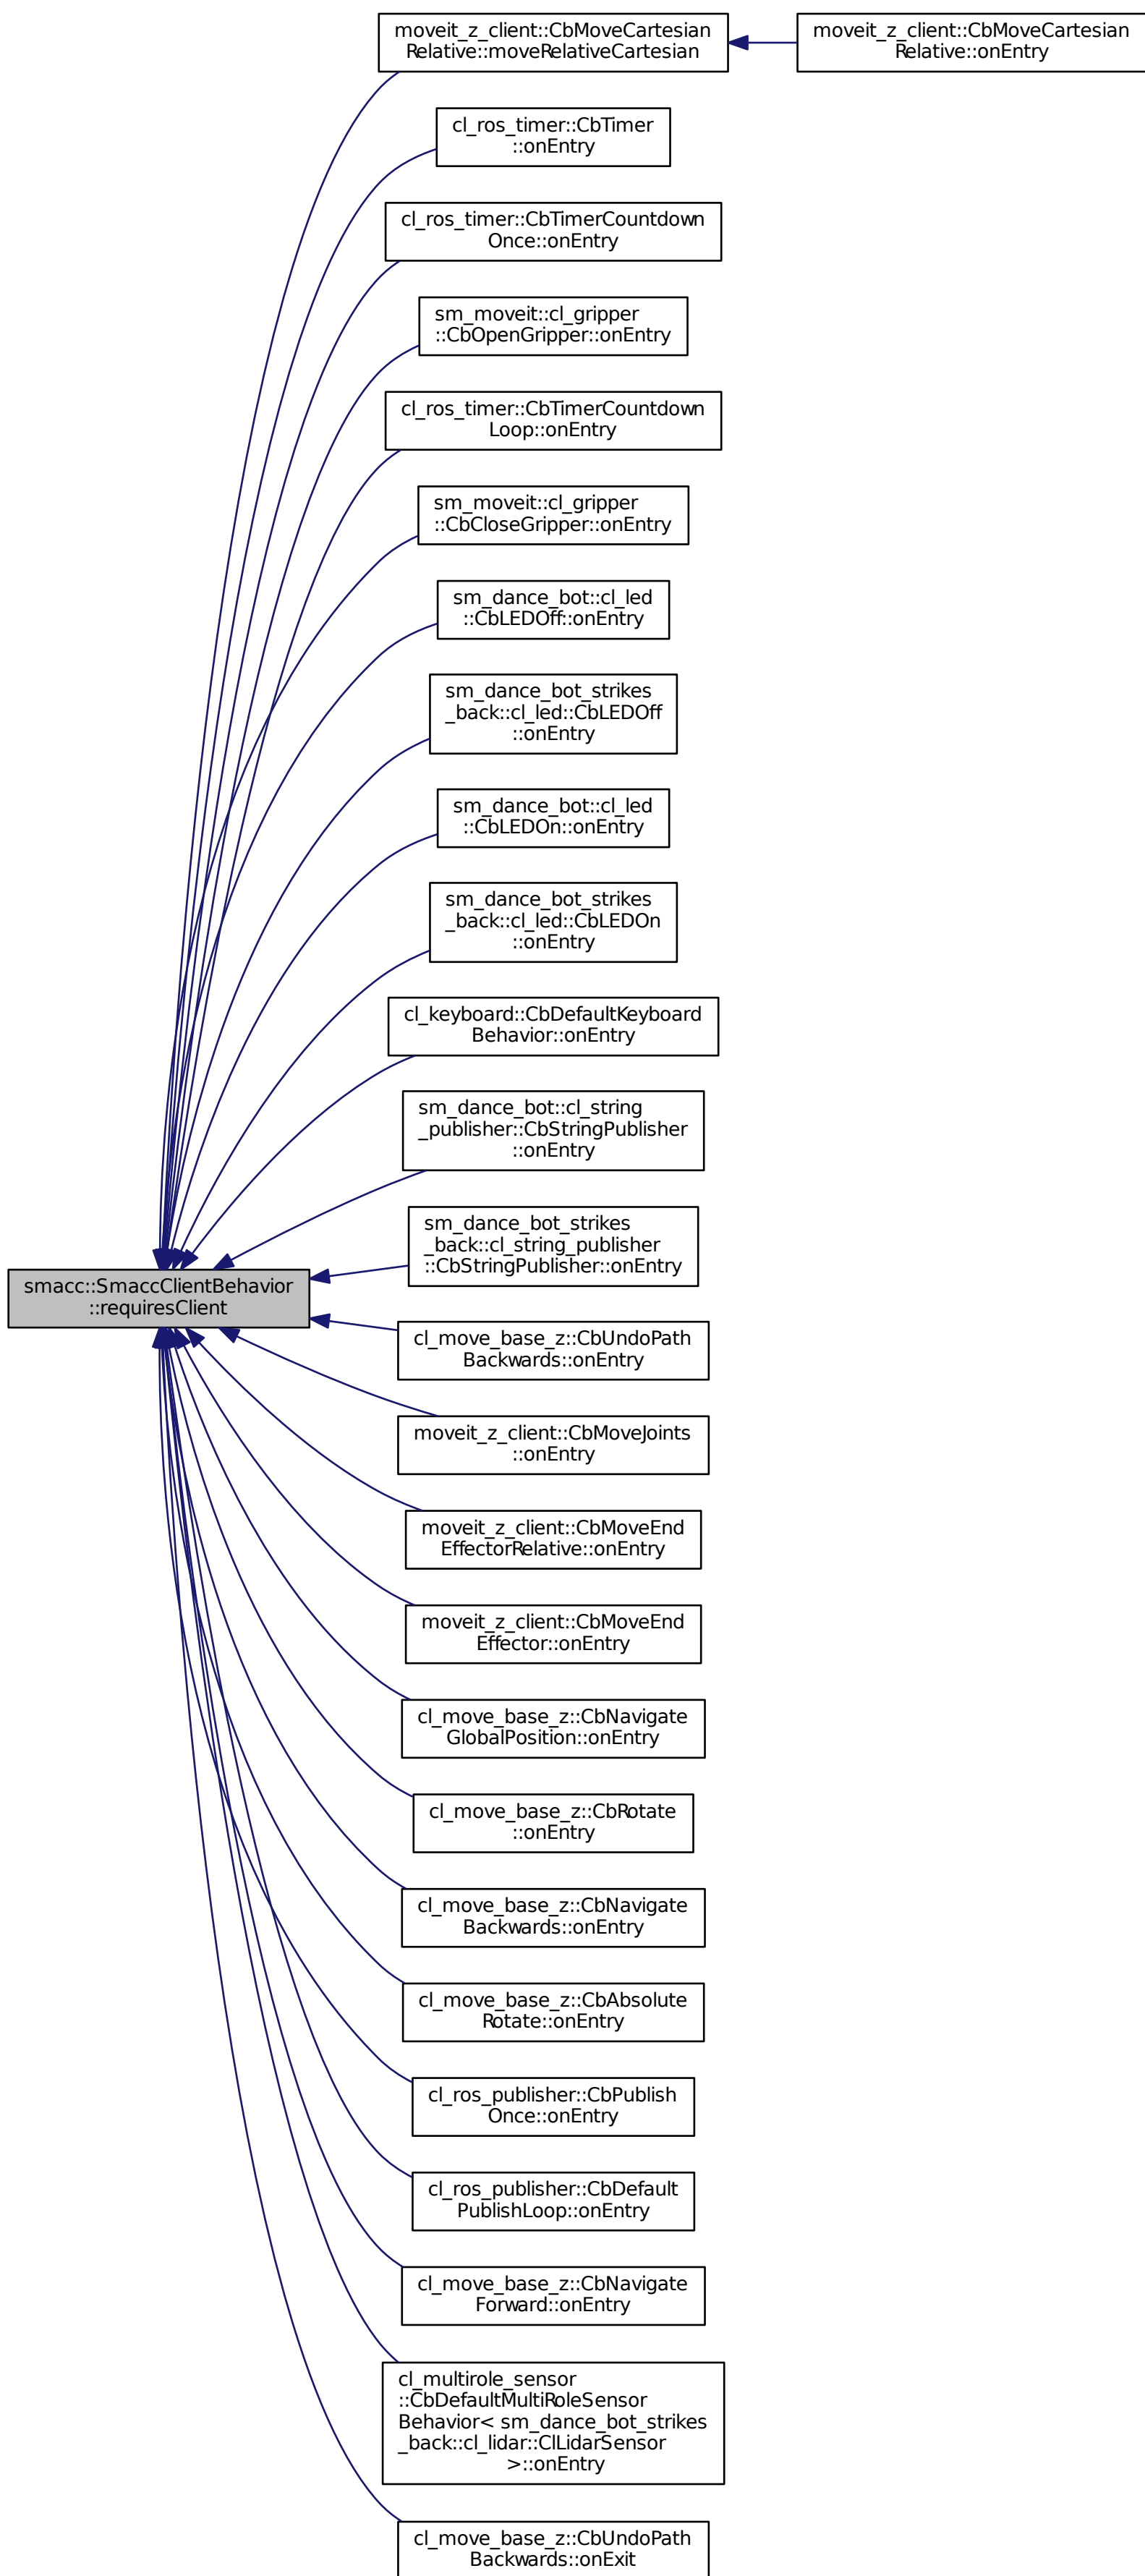 moveit_z_client::CbMoveCartesian
Relative::moveRelativeCartesian
moveit_z_client::CbMoveCartesian
Relative::onEntry
cl_ros_timer::CbTimer
::onEntry
cl_ros_timer::CbTimerCountdown
Once::onEntry
sm_moveit::cl_gripper
::CbOpenGripper::onEntry
cl_ros_timer::CbTimerCountdown
Loop::onEntry
sm_moveit::cl_gripper
::CbCloseGripper::onEntry
sm_dance_bot::cl_led
::CbLEDOff::onEntry
sm_dance_bot_strikes
_back::cl_led::CbLEDOff
::onEntry
sm_dance_bot::cl_led
::CbLEDOn::onEntry
sm_dance_bot_strikes
_back::cl_led::CbLEDOn
::onEntry
cl_keyboard::CbDefaultKeyboard
Behavior::onEntry
sm_dance_bot::cl_string
_publisher::CbStringPublisher
::onEntry
sm_dance_bot_strikes
_back::cl_string_publisher
::CbStringPublisher::onEntry
smacc::SmaccClientBehavior
::requiresClient
cl_move_base_z::CbUndoPath
Backwards::onEntry
moveit_z_client::CbMoveJoints
::onEntry
moveit_z_client::CbMoveEnd
EffectorRelative::onEntry
moveit_z_client::CbMoveEnd
Effector::onEntry
cl_move_base_z::CbNavigate
GlobalPosition::onEntry
cl_move_base_z::CbRotate
::onEntry
cl_move_base_z::CbNavigate
Backwards::onEntry
cl_move_base_z::CbAbsolute
Rotate::onEntry
cl_ros_publisher::CbPublish
Once::onEntry
cl_ros_publisher::CbDefault
PublishLoop::onEntry
cl_move_base_z::CbNavigate
Forward::onEntry
cl_multirole_sensor
::CbDefaultMultiRoleSensor
Behavior< sm_dance_bot_strikes
_back::cl_lidar::ClLidarSensor
>::onEntry
cl_move_base_z::CbUndoPath
Backwards::onExit